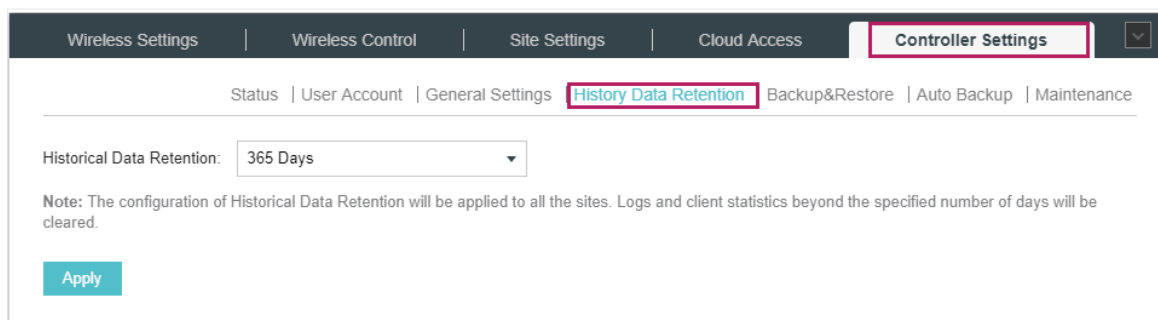 Wireless Settings | Wireless Control | Site Settings | Cloud Access Controller Settings
Status | User Account | General Settings | History Data Retention Backup&Restore | Auto Backup | Maintenance
Historical Data Retention: 365 Days
Note: The configuration of Historical Data Retention will be applied to all the sites. Logs and client statistics beyond the specified number of days will be
cleared.
Apply